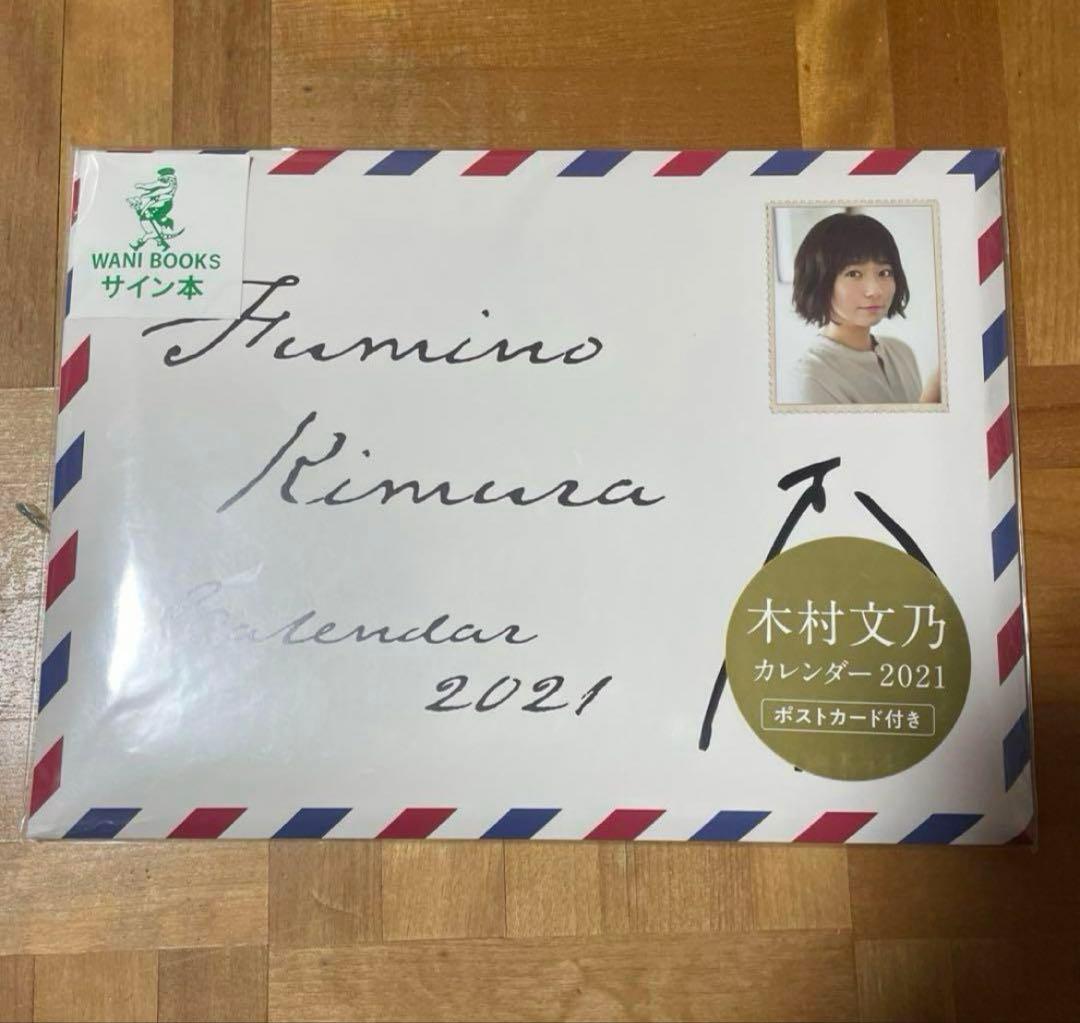 WANI BOOKS
サイン本
Fumino
Kimura
Calendar
2021
木村文乃
カレンダー2021
ポストカード付き